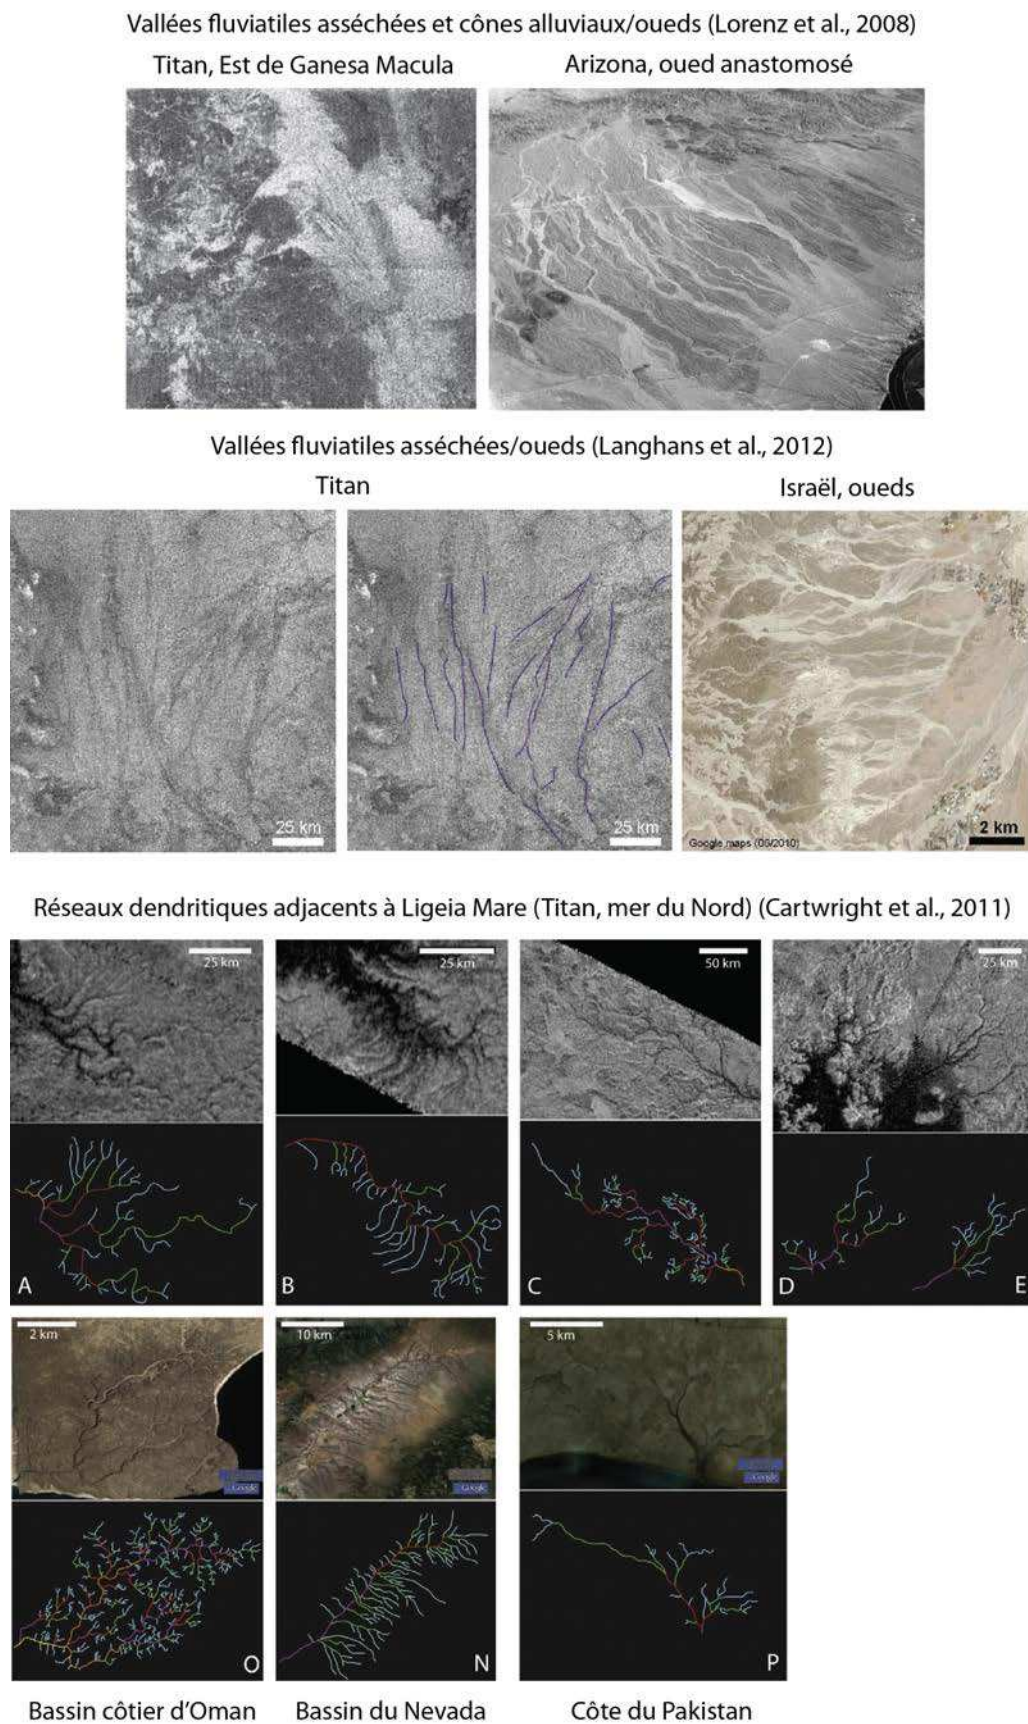 Vallées fluviatiles asséchées et cônes alluviaux/oueds (Lorenz et al., 2008)
Titan, Est de Ganesa Macula
Arizona, oued anastomosé
Vallées fluviatiles asséchées/oueds (Langhans et al., 2012)
Titan
Israël, oueds
25 km
25 km
2 km
Google maps (06/2010)
Réseaux dendritiques adjacents à Ligeia Mare (Titan, mer du Nord) (Cartwright et al., 2011)
25 km
25 km
50 km
25 km
A
B
C
D
E
2 km
10 km
5 km
Google
Google
Google
O
N
P
Bassin côtier d'Oman
Bassin du Nevada
Côte du Pakistan